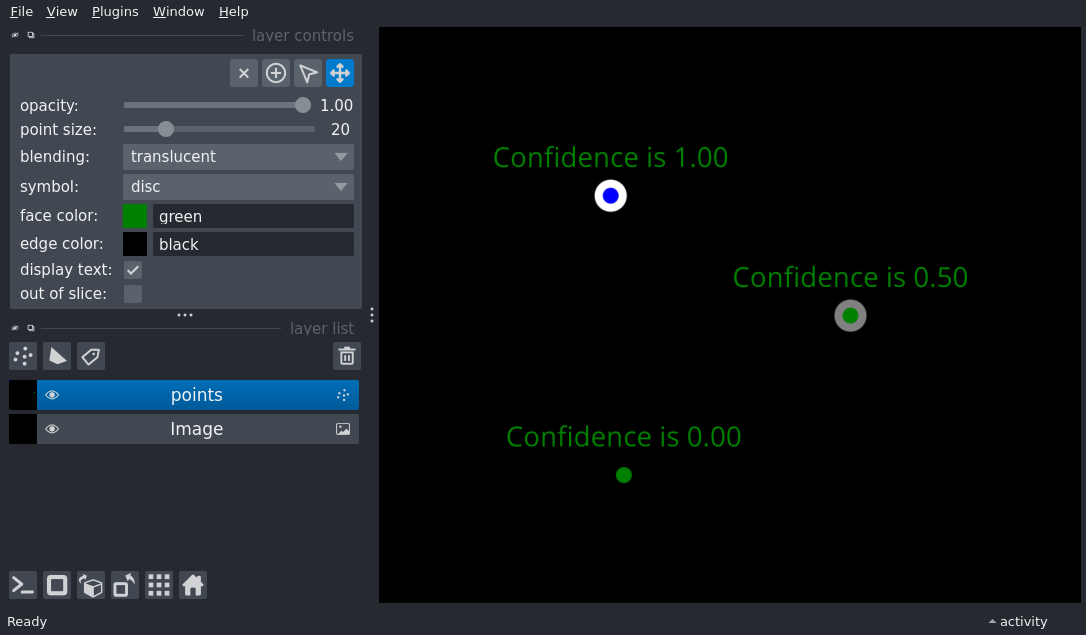 File View Plugins Window Help
layer controls
opacity: 1.00
point size: 20
blending: translucent
symbol: disc
face color: green
edge color: black
display text:
out of slice:
layer list
points
Image
Confidence is 1.00
Confidence is 0.50
Confidence is 0.00
Ready
activity